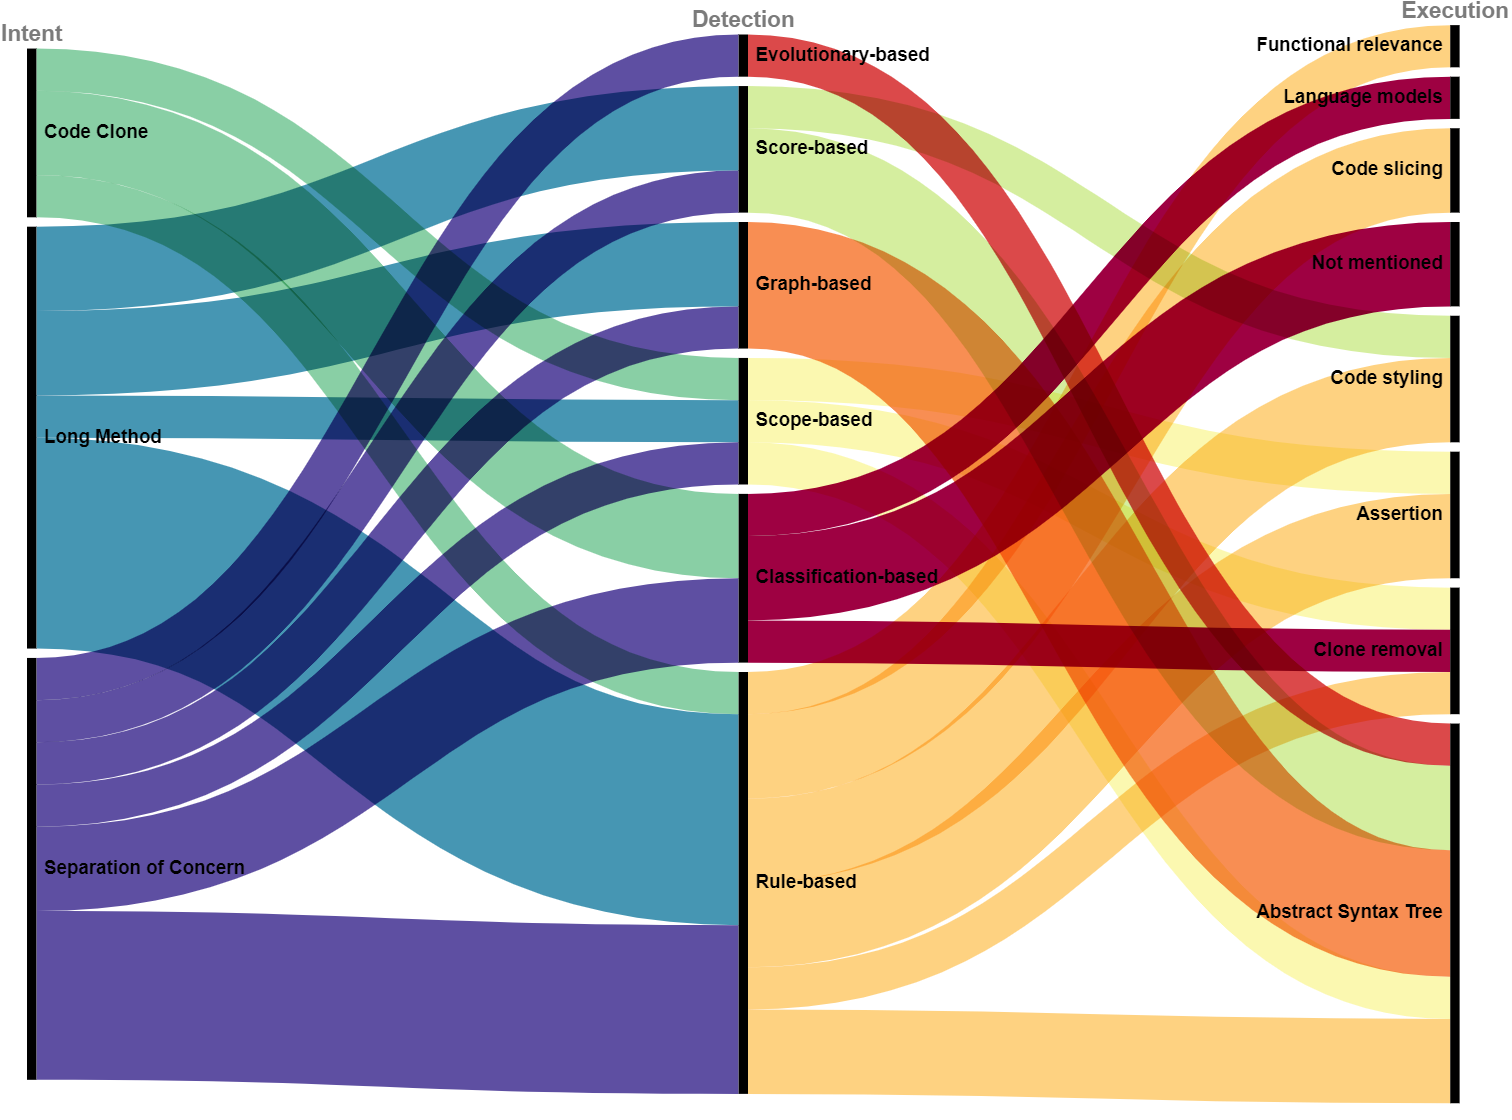 Intent
Detection
Execution
Code Clone
Long Method
Separation of Concern
Evolutionary-based
Score-based
Graph-based
Scope-based
Classification-based
Rule-based
Functional relevance
Language models
Code slicing
Not mentioned
Code styling
Assertion
Clone removal
Abstract Syntax Tree